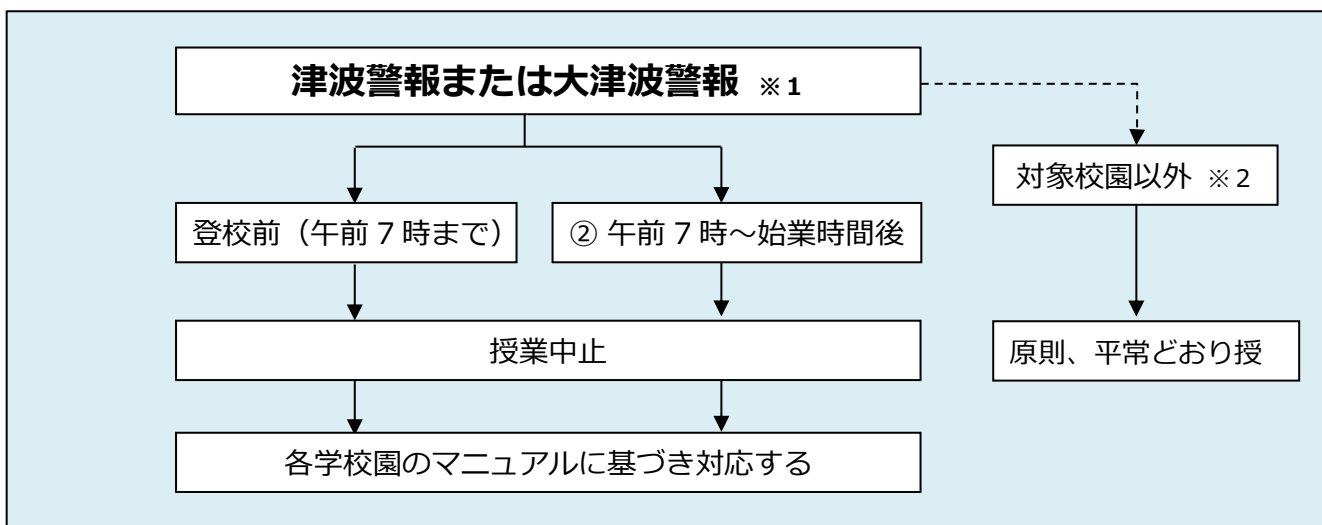 津波警報または大津波警報 ※１
対象校園以外 ※２
登校前（午前７時まで）
② 午前７時～始業時間後
授業中止
原則、平常どおり授
各学校園のマニュアルに基づき対応する